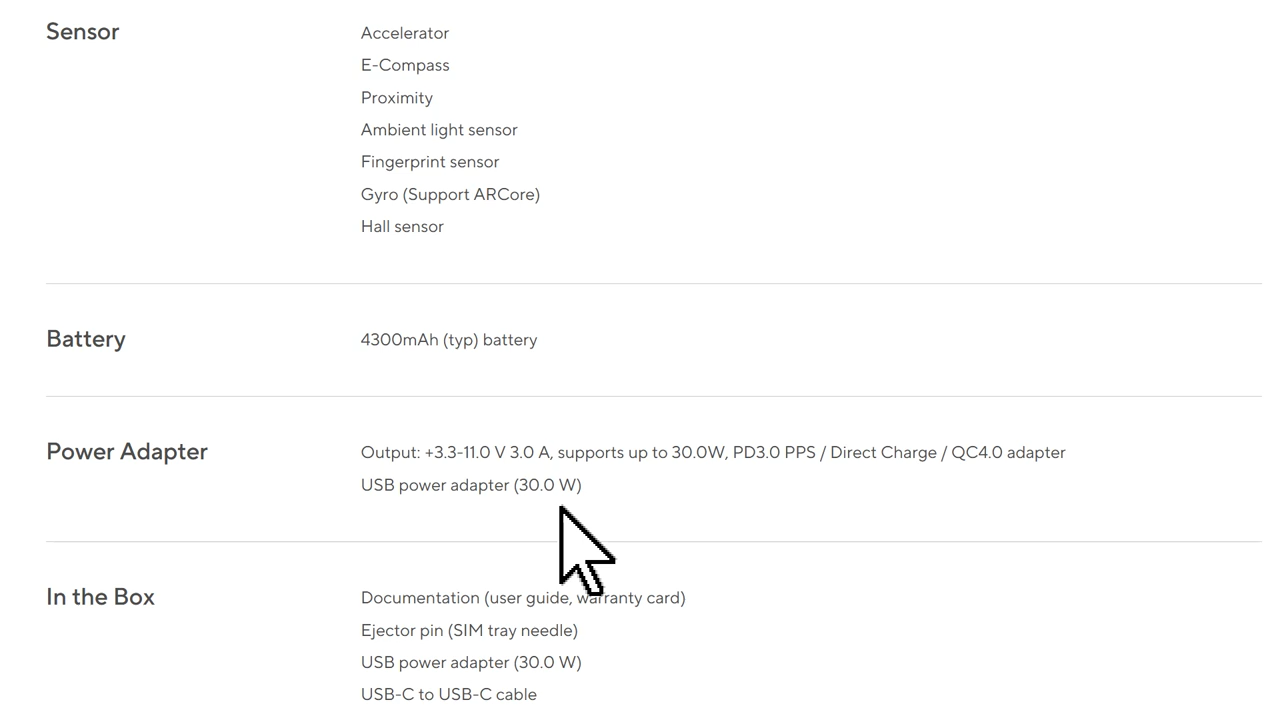 Sensor
Accelerator
E-Compass
Proximity
Ambient light sensor
Fingerprint sensor
Gyro (Support ARCore)
Hall sensor
Battery
4300mAh (typ) battery
Power Adapter
Output: +3.3-11.0 V 3.0 A, supports up to 30.0W, PD3.0 PPS / Direct Charge / QC4.0 adapter
USB power adapter (30.0 W)
In the Box
Documentation (user guide, warranty card)
Ejector pin (SIM tray needle)
USB power adapter (30.0 W)
USB-C to USB-C cable